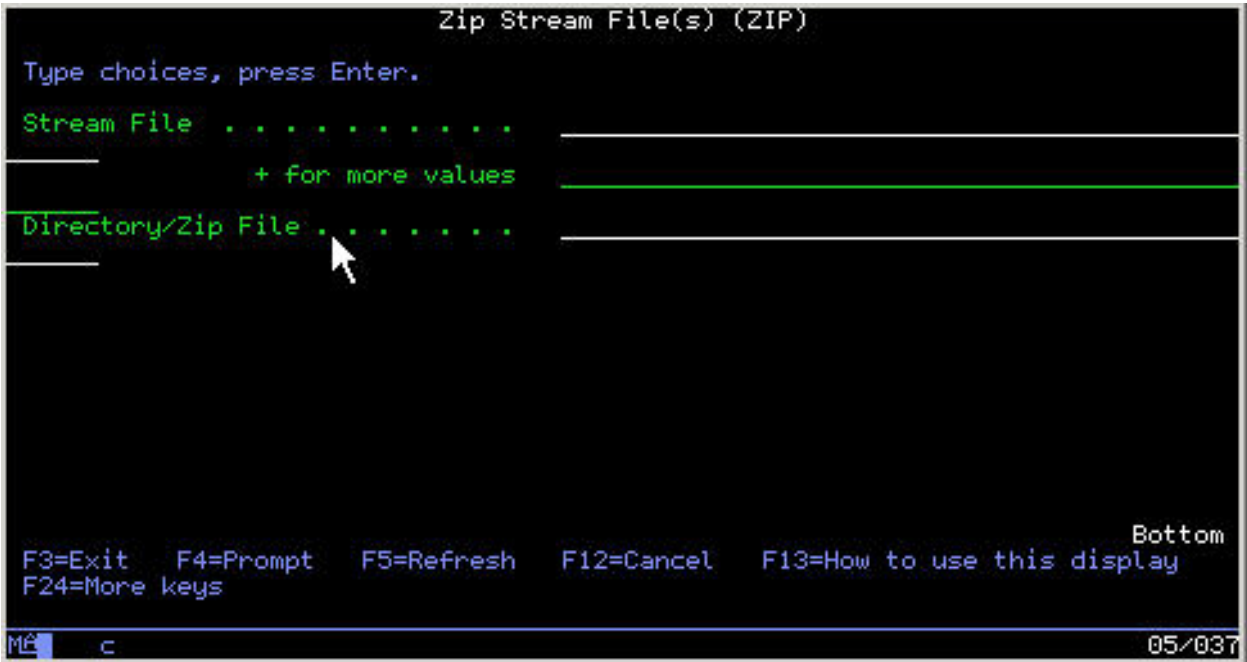 Zip Stream File(s) (ZIP)
Type choices, press Enter.
Stream File . . . . . . . . . .
+ for more values
Directory/Zip File . . . . . . .
Bottom
F3=Exit F4=Prompt F5=Refresh F12=Cancel F13=How to use this display
F24=More keys
c 05/037